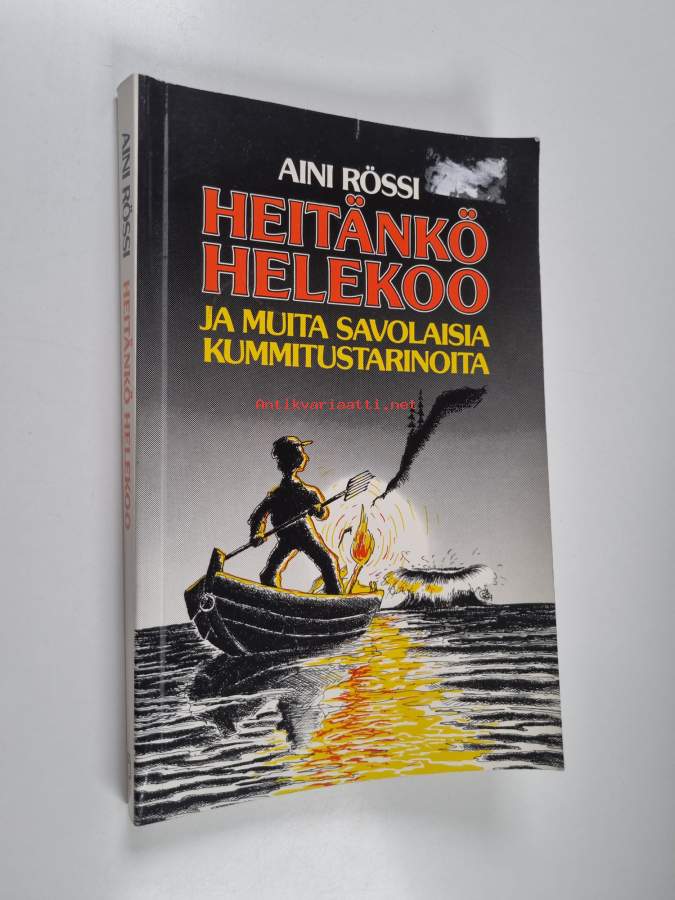 AINI RÖSSI
HEITÄNKÖ
HELEKOO
JA MUITA SAVOLAISIA
KUMMITUSTARINOITA
Antikvariaatti.net
AINI RÖSSI HEITÄNKÖ HELEKOO